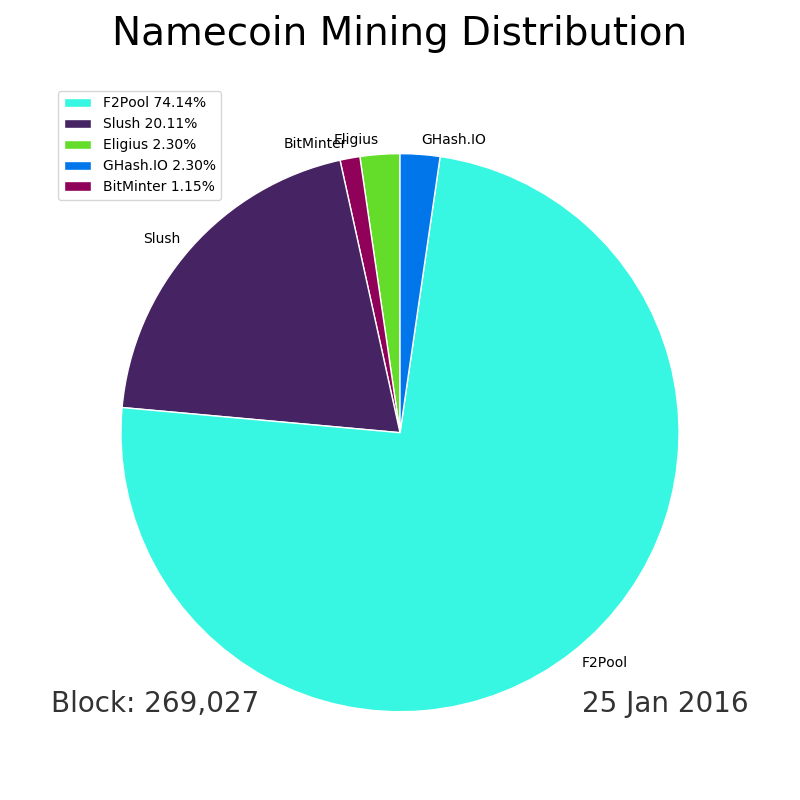 Namecoin Mining Distribution
F2Pool 74.14%
Slush 20.11%
Eligius 2.30%
GHash.IO 2.30%
BitMinter 1.15%
BitMinter
Eligius
GHash.IO
Slush
F2Pool
Block: 269,027
25 Jan 2016